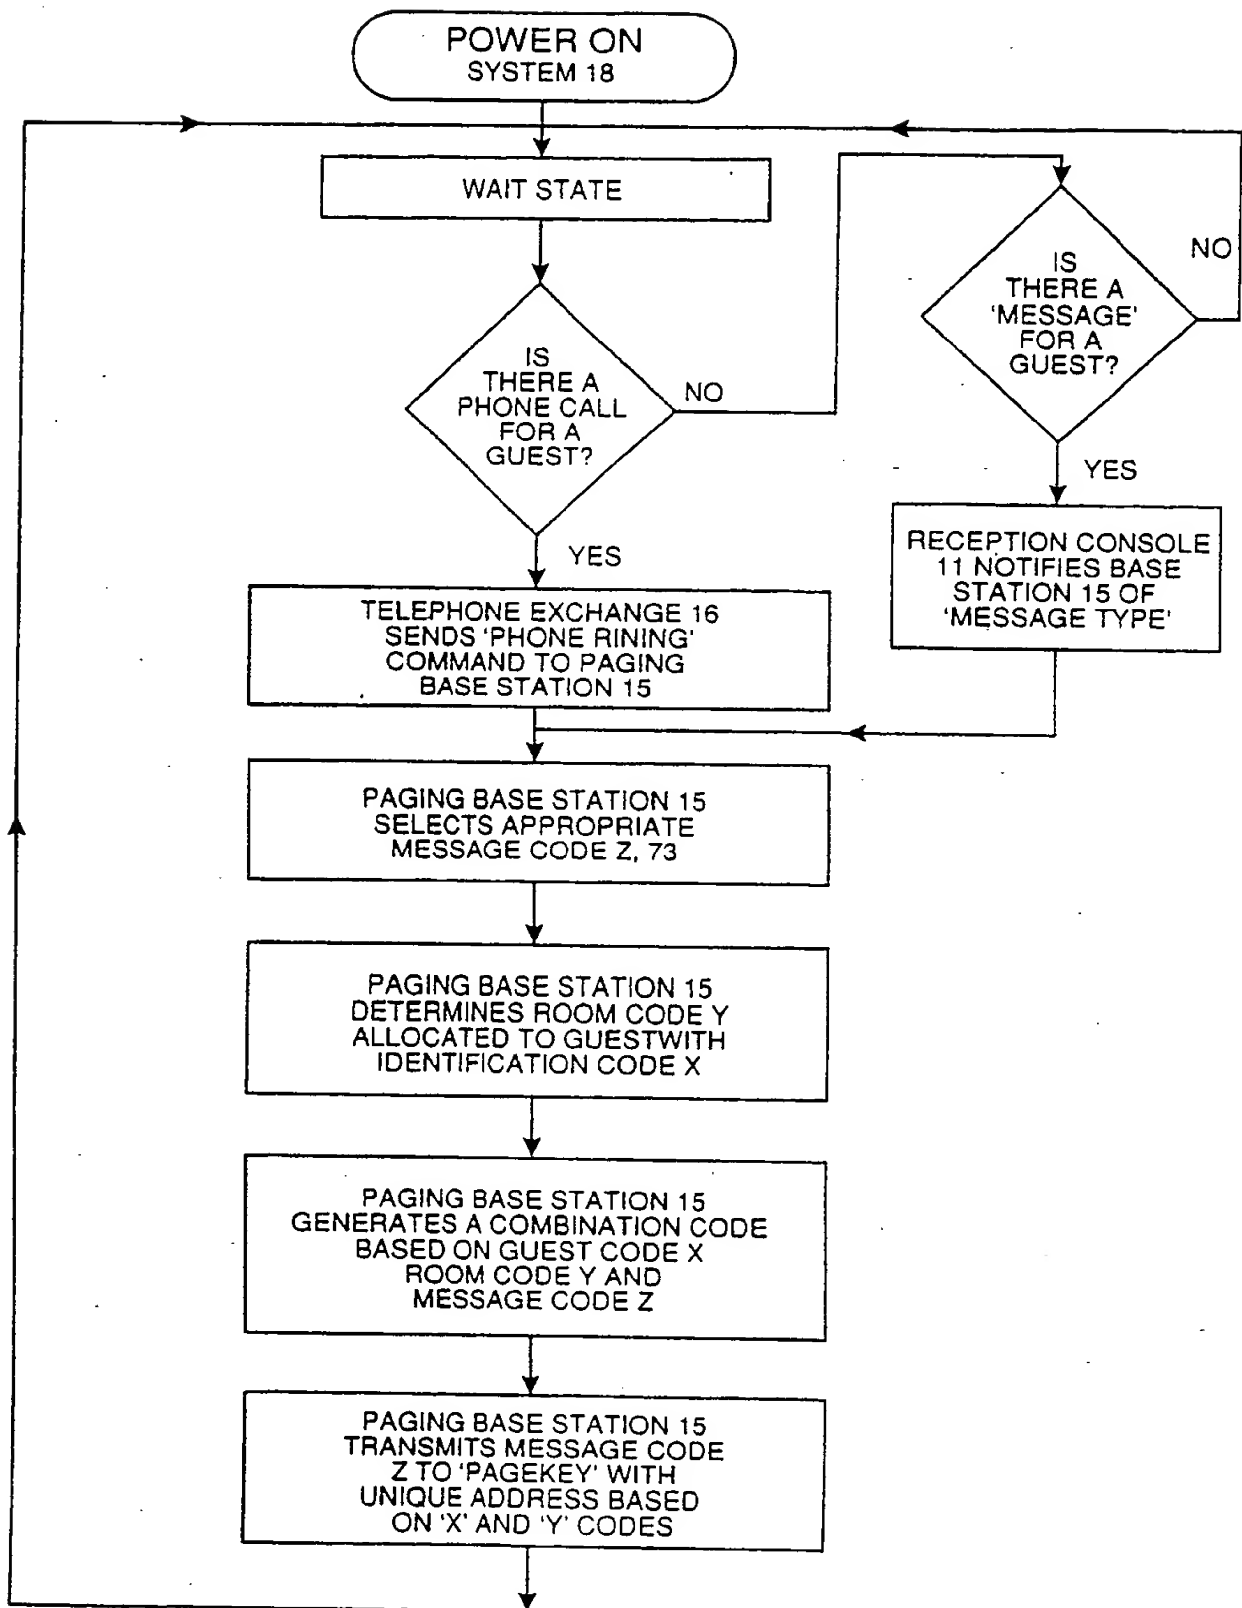 POWER ON
SYSTEM 18
WAIT STATE
IS
THERE A
PHONE CALL
FOR A
GUEST?
NO
YES
IS
THERE A
'MESSAGE'
FOR A
GUEST?
NO
YES
RECEPTION CONSOLE
11 NOTIFIES BASE
STATION 15 OF
'MESSAGE TYPE'
TELEPHONE EXCHANGE 16
SENDS 'PHONE RINING'
COMMAND TO PAGING
BASE STATION 15
PAGING BASE STATION 15
SELECTS APPROPRIATE
MESSAGE CODE Z, 73
PAGING BASE STATION 15
DETERMINES ROOM CODE Y
ALLOCATED TO GUESTWITH
IDENTIFICATION CODE X
PAGING BASE STATION 15
GENERATES A COMBINATION CODE
BASED ON GUEST CODE X
ROOM CODE Y AND
MESSAGE CODE Z
PAGING BASE STATION 15
TRANSMITS MESSAGE CODE
Z TO 'PAGEKEY' WITH
UNIQUE ADDRESS BASED
ON 'X' AND 'Y' CODES